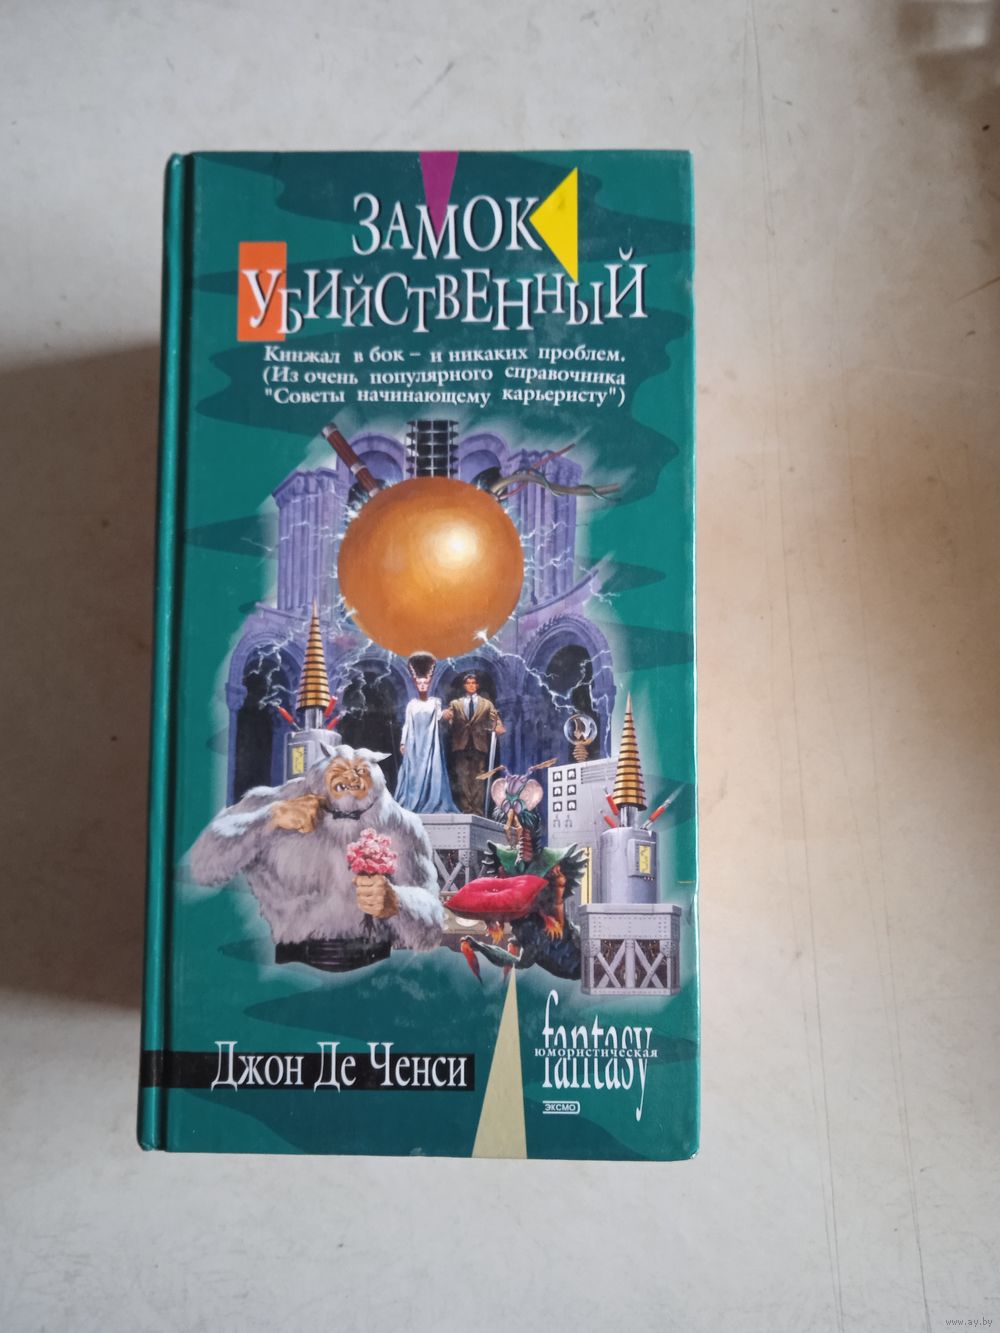 ЗАМОК
УБИЙСТВЕННЫЙ
Кинжал в бок – и никаких проблем.
(Из очень популярного справочника
"Советы начинающему карьеристу")
Джон Де Ченси
fantasy
юмористическая
ЭКСМО
www.ay.by